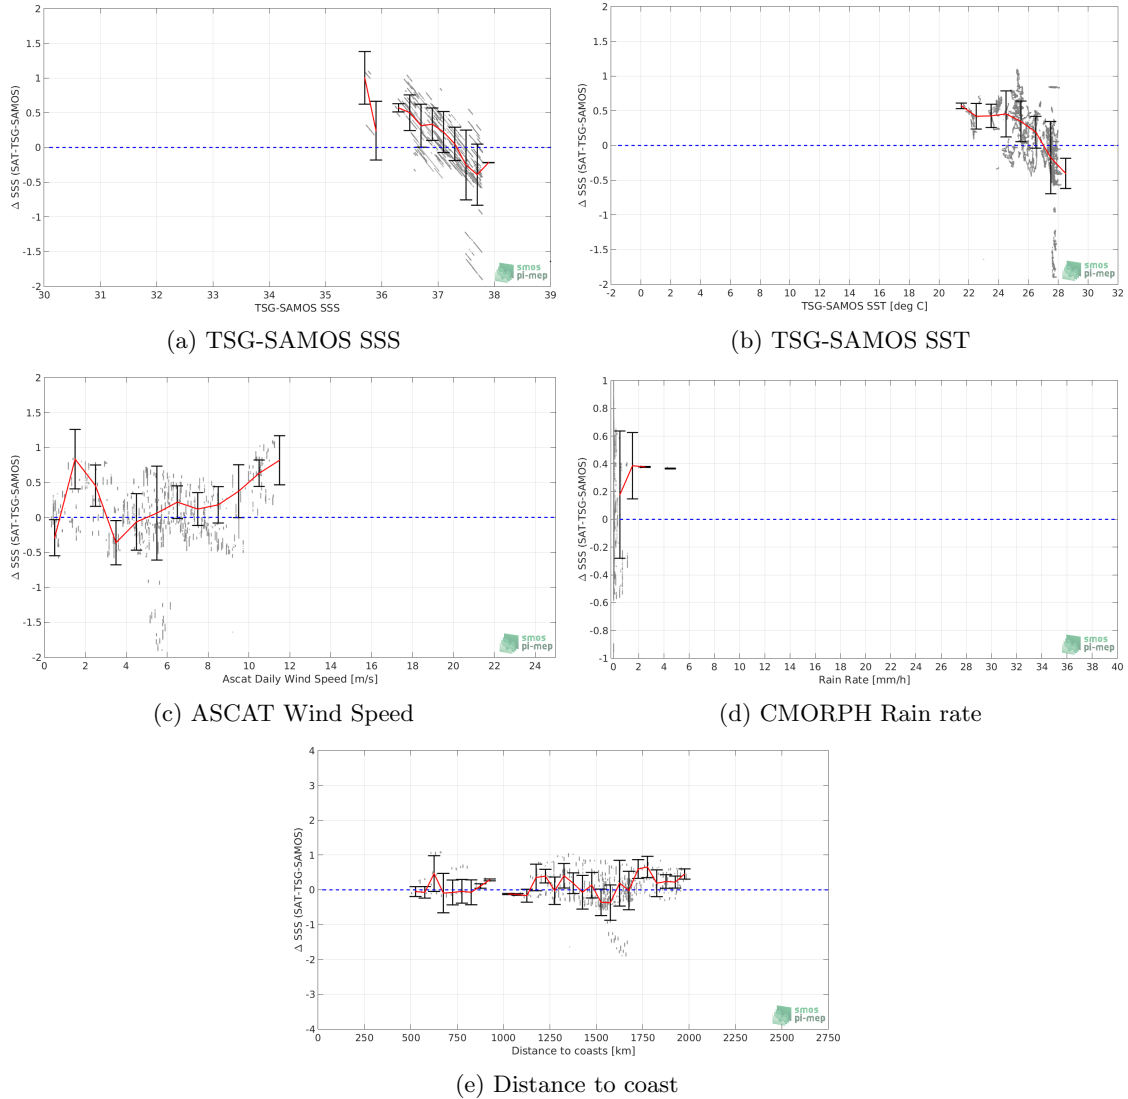 2
1.5
1
0.5
0
-0.5
-1
-1.5
-2
Δ SSS (SAT-TSG-SAMOS)
30 31 32 33 34 35 36 37 38 39
TSG-SAMOS SSS
smos
pi-mep
(a) TSG-SAMOS SSS
2
1.5
1
0.5
0
-0.5
-1
-1.5
-2
Δ SSS (SAT-TSG-SAMOS)
-2 0 2 4 6 8 10 12 14 16 18 20 22 24 26 28 30 32
TSG-SAMOS SST [deg C]
smos
pi-mep
(b) TSG-SAMOS SST
2
1.5
1
0.5
0
-0.5
-1
-1.5
-2
Δ SSS (SAT-TSG-SAMOS)
0 2 4 6 8 10 12 14 16 18 20 22 24
Ascat Daily Wind Speed [m/s]
smos
pi-mep
(c) ASCAT Wind Speed
1
0.8
0.6
0.4
0.2
0
-0.2
-0.4
-0.6
-0.8
-1
Δ SSS (SAT-TSG-SAMOS)
0 2 4 6 8 10 12 14 16 18 20 22 24 26 28 30 32 34 36 38 40
Rain Rate [mm/h]
smos
pi-mep
(d) CMORPH Rain rate
4
3
2
1
0
-1
-2
-3
-4
Δ SSS (SAT-TSG-SAMOS)
0 250 500 750 1000 1250 1500 1750 2000 2250 2500 2750
Distance to coasts [km]
smos
pi-mep
(e) Distance to coast